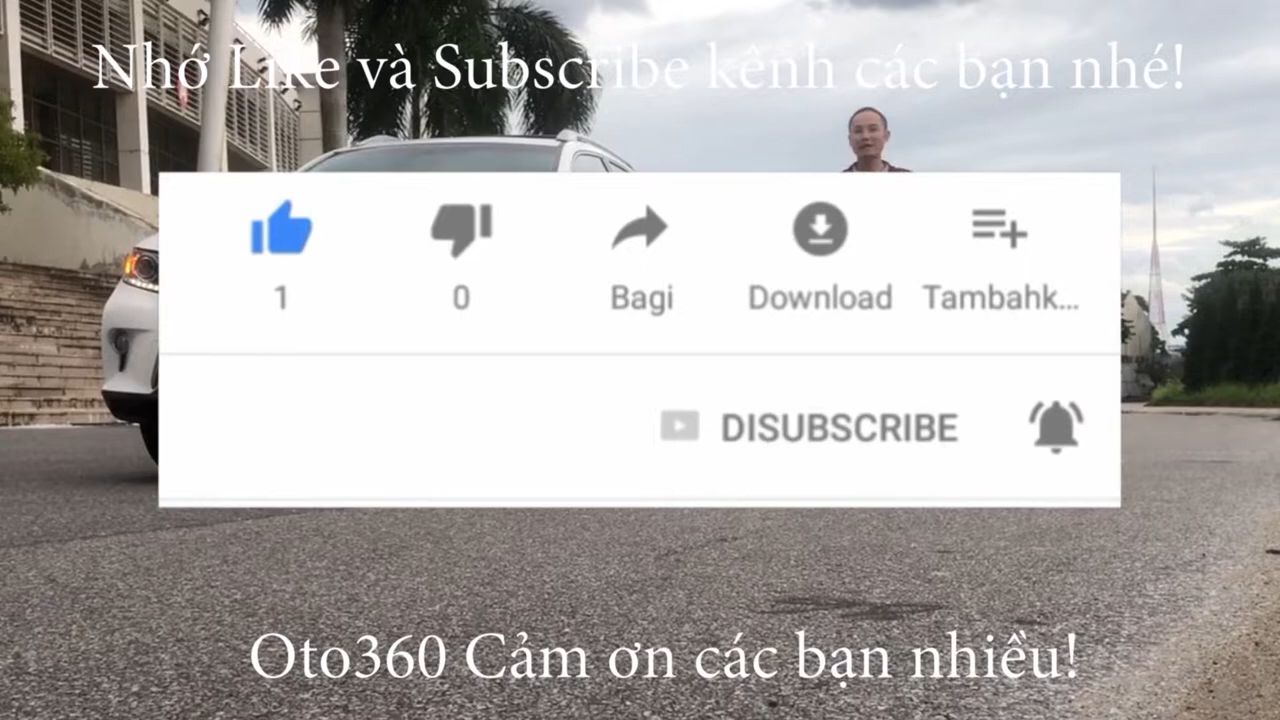 Nhớ Like và Subscribe kênh các bạn nhé!
1 0 Bagi Download Tambahk...
DISUBSCRIBE
Oto360 Cảm ơn các bạn nhiều!